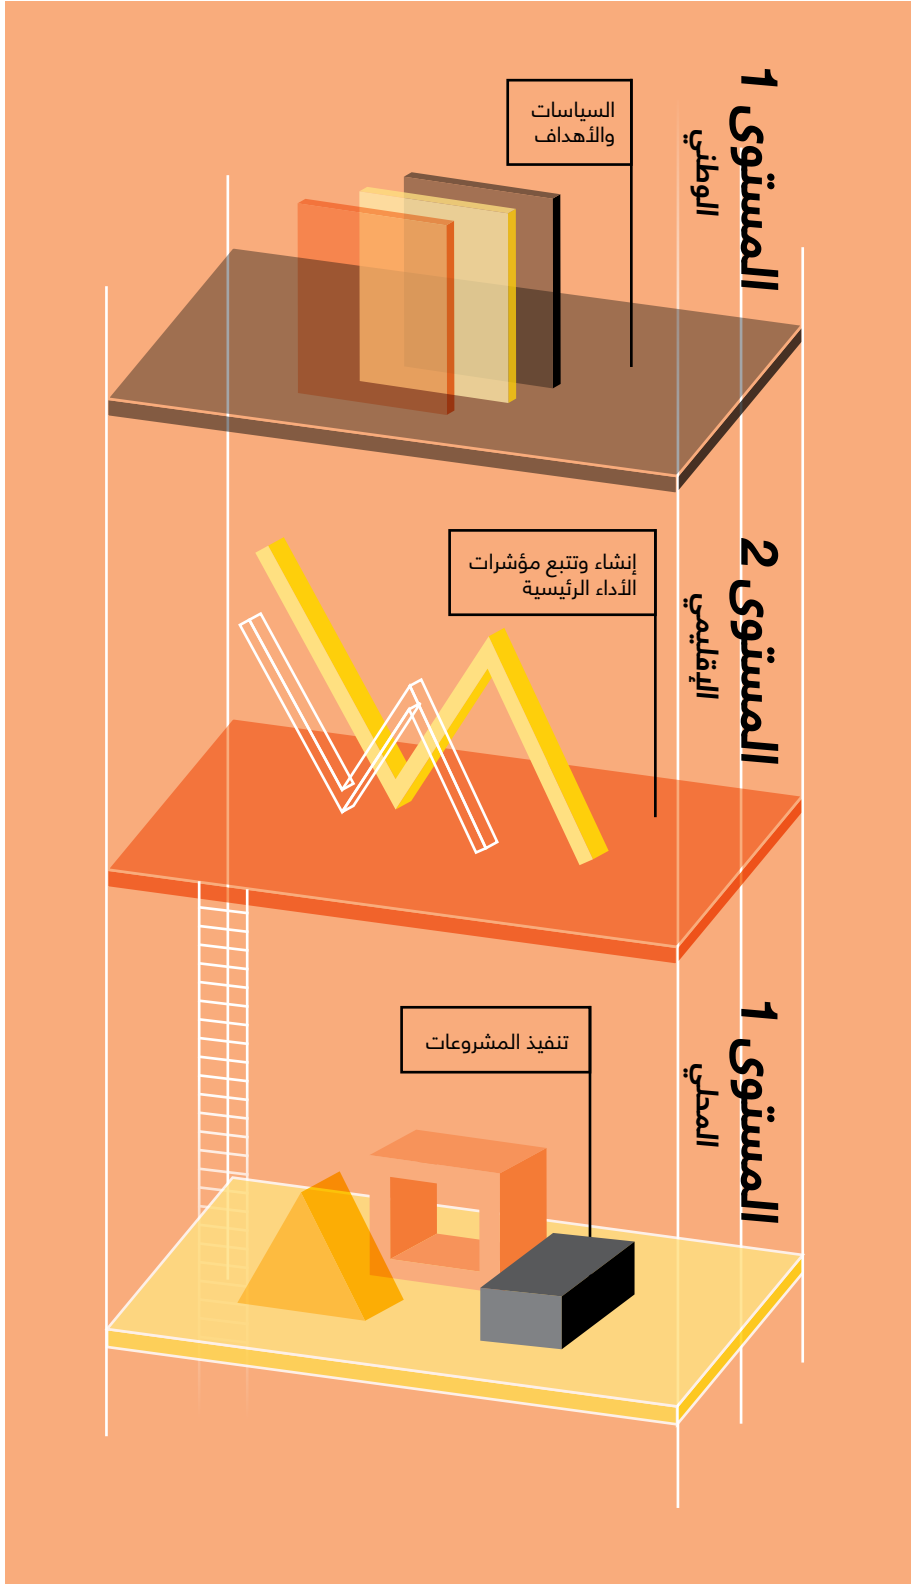 المستوى 1
الوطني
السياسات
والأهداف
المستوى 2
الإقليمي
إنشاء وتتبع مؤشرات
الأداء الرئيسية
المستوى 1
المحلي
تنفيذ المشروعات